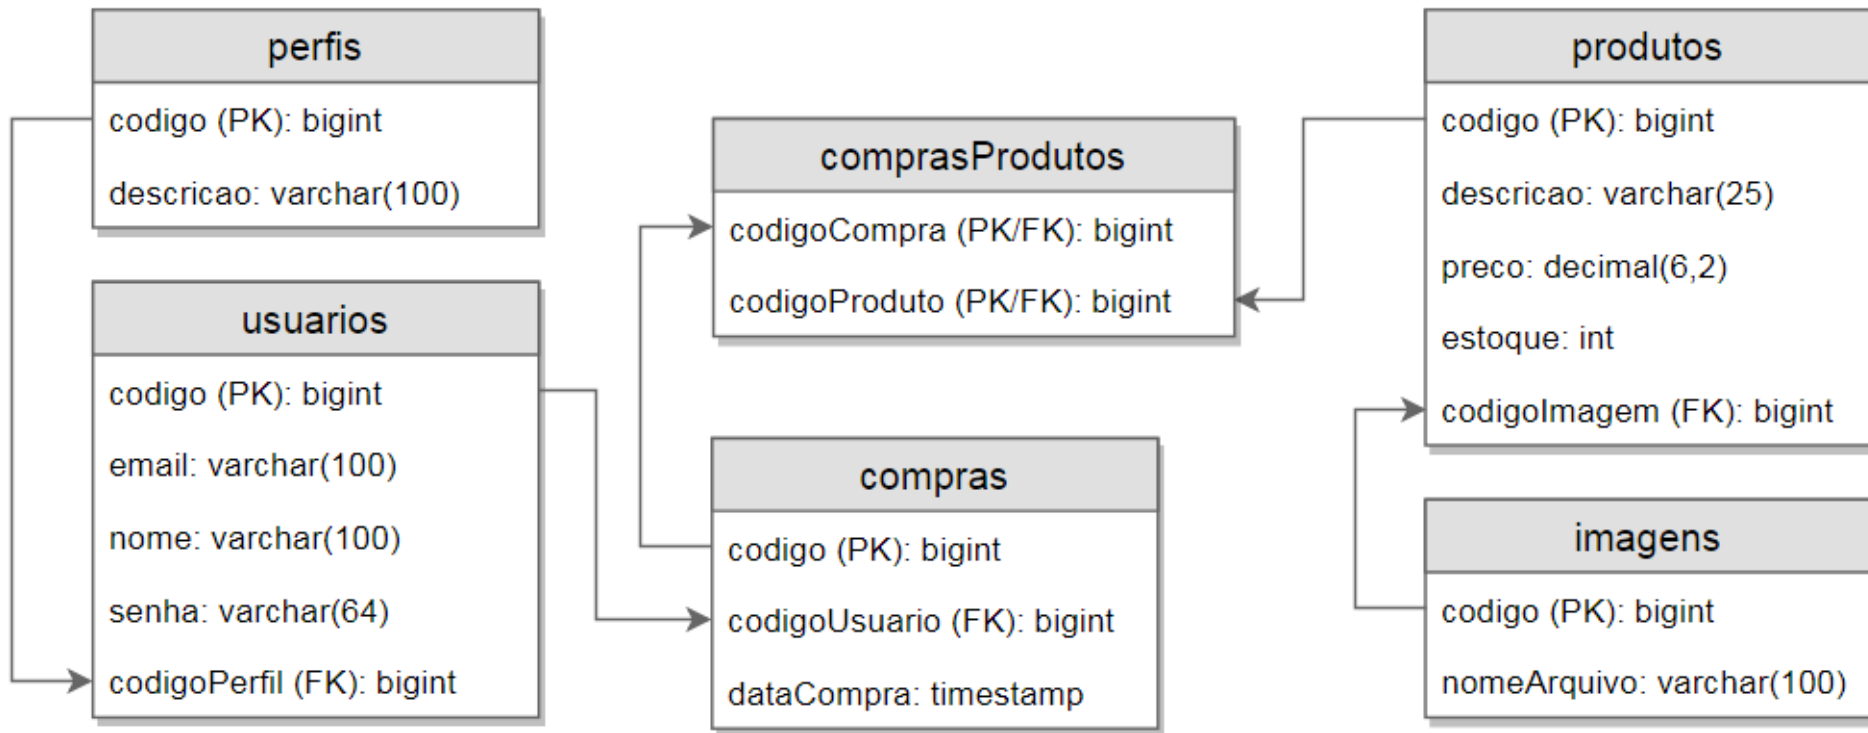 perfis
codigo (PK): bigint
descricao: varchar(100)
usuarios
codigo (PK): bigint
email: varchar(100)
nome: varchar(100)
senha: varchar(64)
codigoPerfil (FK): bigint
comprasProdutos
codigoCompra (PK/FK): bigint
codigoProduto (PK/FK): bigint
compras
codigo (PK): bigint
codigoUsuario (FK): bigint
dataCompra: timestamp
produtos
codigo (PK): bigint
descricao: varchar(25)
preco: decimal(6,2)
estoque: int
codigoImagem (FK): bigint
imagens
codigo (PK): bigint
nomeArquivo: varchar(100)